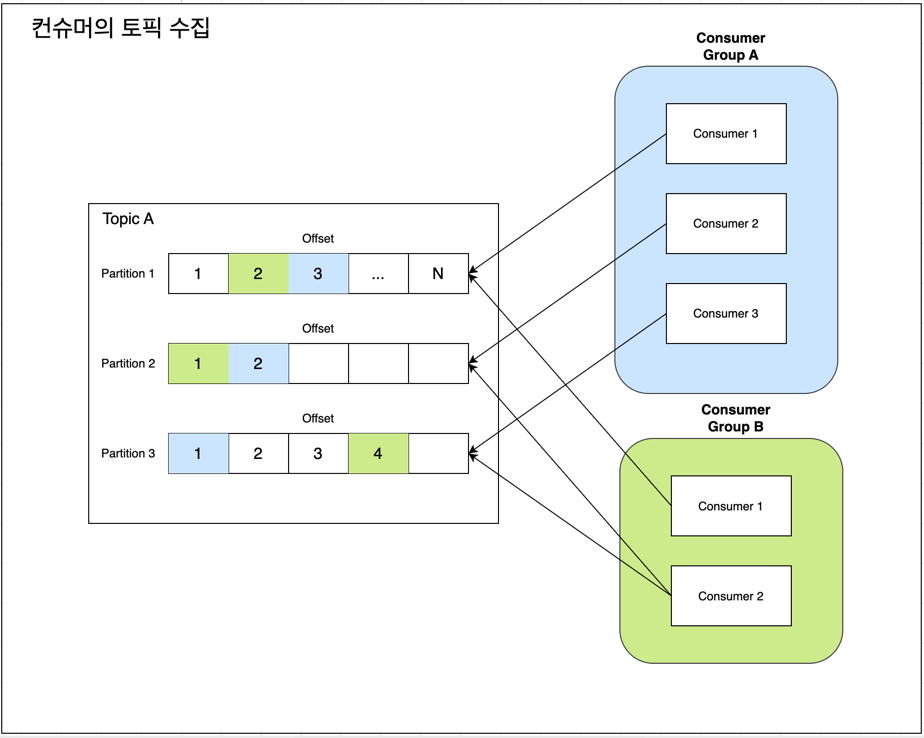 컨슈머의 토픽 수집
Consumer
Group A
Consumer 1
Consumer 2
Consumer 3
Topic A
Offset
Partition 1
1
2
3
...
N
Offset
Partition 2
1
2
Offset
Partition 3
1
2
3
4
Consumer
Group B
Consumer 1
Consumer 2